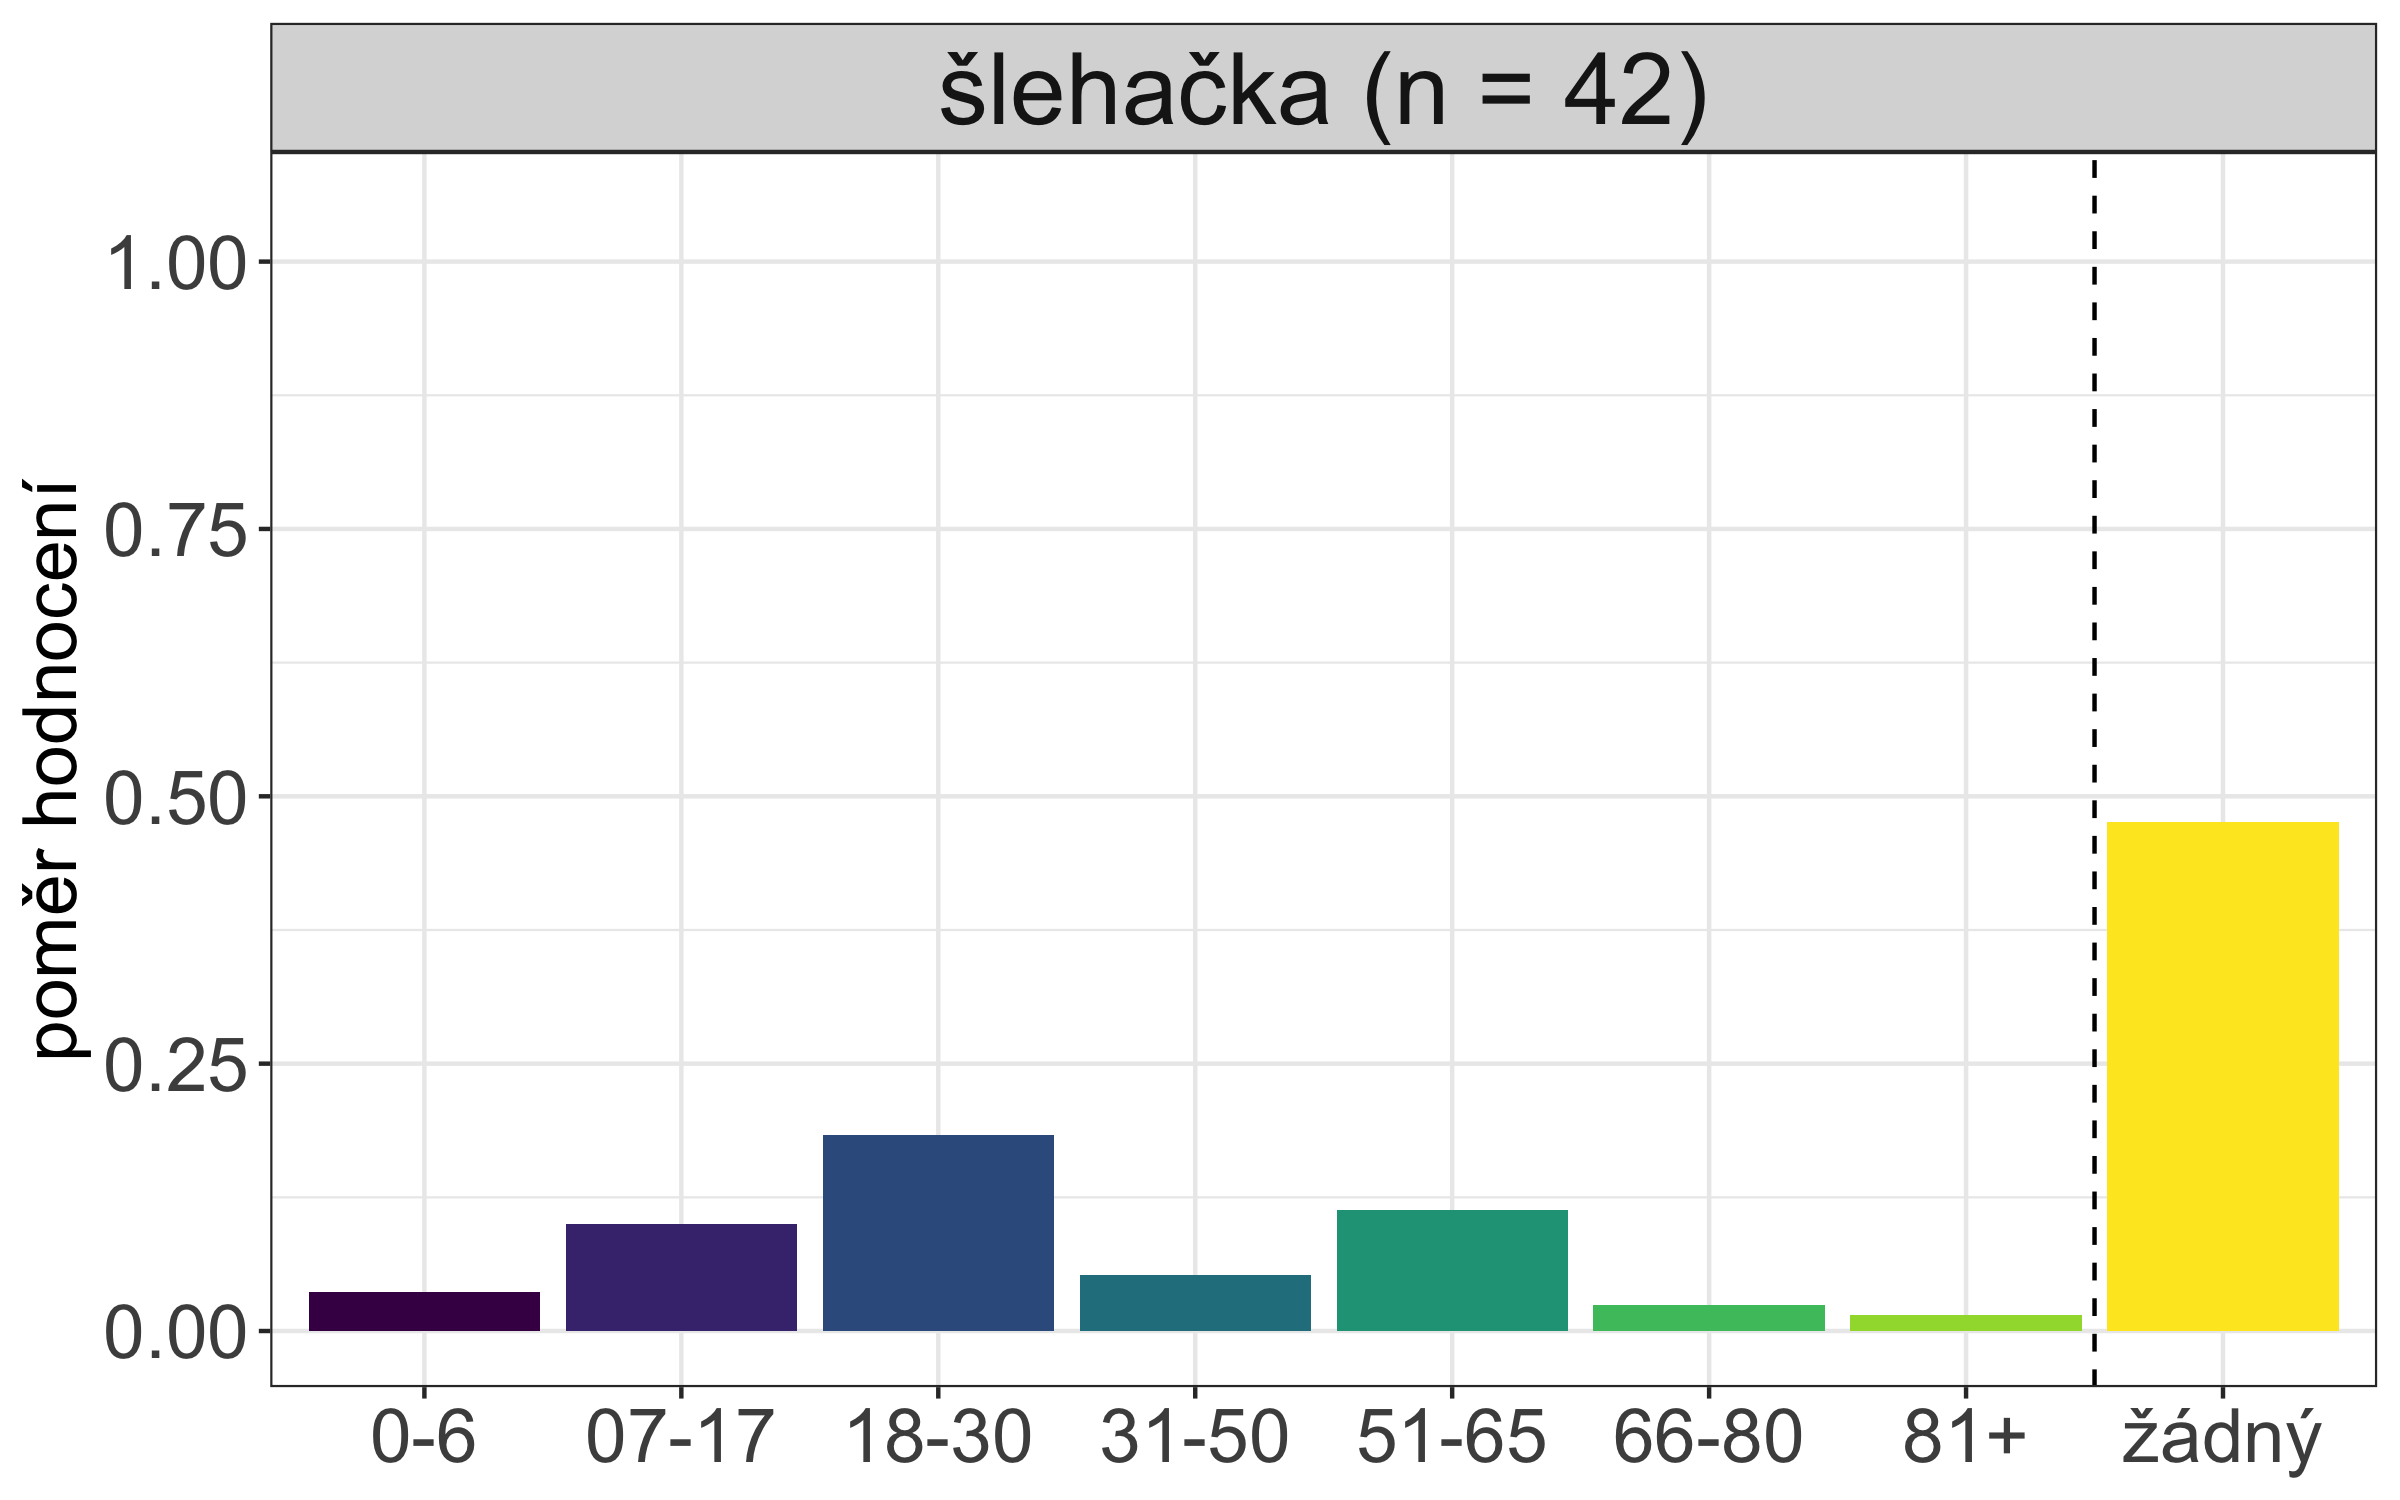 šlehačka (n = 42)
poměr hodnocení
1.00
0.75
0.50
0.25
0.00
0-6 07-17 18-30 31-50 51-65 66-80 81+ žádný